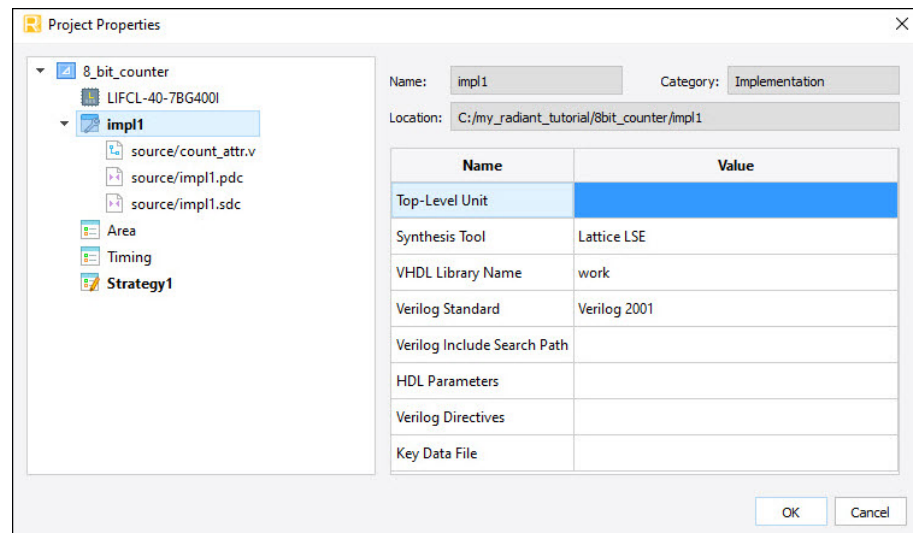 Project Properties
8_bit_counter
LIFCL-40-7BG400I
impl1
source/count_attr.v
source/impl1.pdc
source/impl1.sdc
Area
Timing
Strategy1
Name: impl1 Category: Implementation
Location: C:/my_radiant_tutorial/8bit_counter/impl1
Name Value
Top-Level Unit
Synthesis Tool Lattice LSE
VHDL Library Name work
Verilog Standard Verilog 2001
Verilog Include Search Path
HDL Parameters
Verilog Directives
Key Data File
OK Cancel